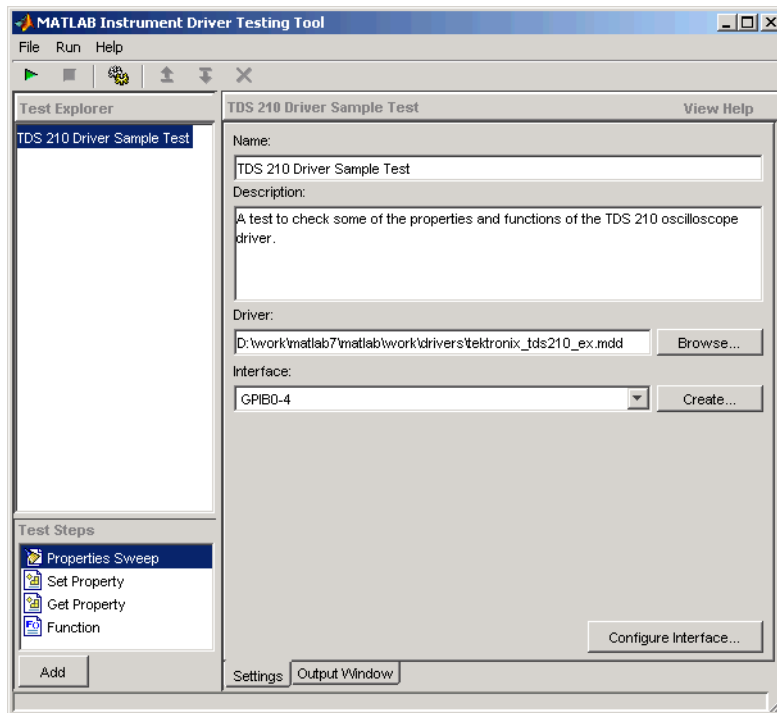 MATLAB Instrument Driver Testing Tool
File Run Help
Test Explorer
TDS 210 Driver Sample Test
TDS 210 Driver Sample Test View Help
Name:
TDS 210 Driver Sample Test
Description:
A test to check some of the properties and functions of the TDS 210 oscilloscope
driver.
Driver:
D:\work\matlab7\matlab\work\drivers\tektronix_tds210_ex.mdd
Browse...
Interface:
GPIB0-4
Create...
Test Steps
Properties Sweep
Set Property
Get Property
Function
Add
Configure Interface...
Settings Output Window